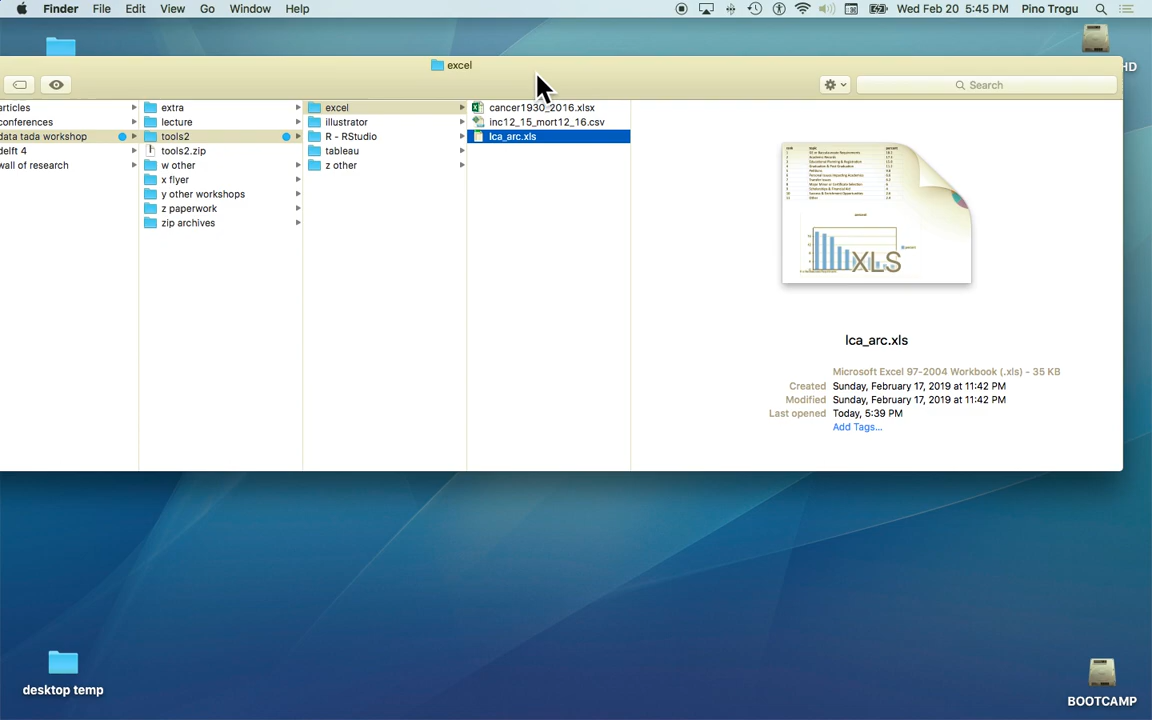 Finder File Edit View Go Window Help Wed Feb 20 5:45 PM Pino Trogu
HD
excel
Search
articles
conferences
data tada workshop
delft 4
wall of research
extra
lecture
tools2
tools2.zip
w other
x flyer
y other workshops
z paperwork
zip archives
excel
illustrator
R - RStudio
tableau
z other
cancer1930_2016.xlsx
inc12_15_mort12_16.csv
lca_arc.xls
XLS
lca_arc.xls
Microsoft Excel 97-2004 Workbook (.xls) - 35 KB
Created Sunday, February 17, 2019 at 11:42 PM
Modified Sunday, February 17, 2019 at 11:42 PM
Last opened Today, 5:39 PM
Add Tags...
desktop temp
BOOTCAMP